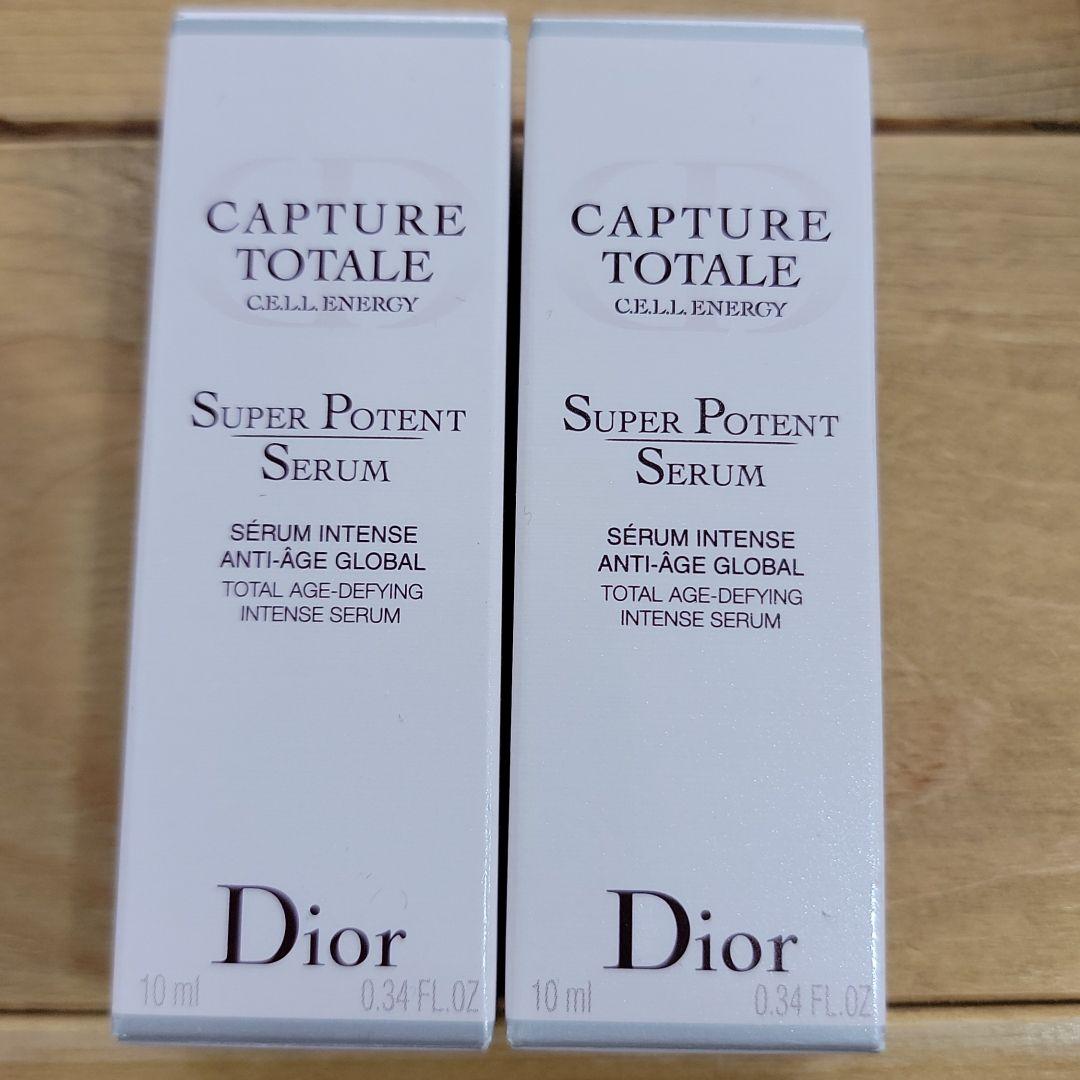 CAPTURE
TOTALE
C.E.L.L. ENERGY
SUPER POTENT
SERUM
SÉRUM INTENSE
ANTI-ÂGE GLOBAL
TOTAL AGE-DEFYING
INTENSE SERUM
Dior
10 ml 0.34 FL.OZ
CAPTURE
TOTALE
C.E.L.L. ENERGY
SUPER POTENT
SERUM
SÉRUM INTENSE
ANTI-ÂGE GLOBAL
TOTAL AGE-DEFYING
INTENSE SERUM
Dior
10 ml 0.34 FL.OZ